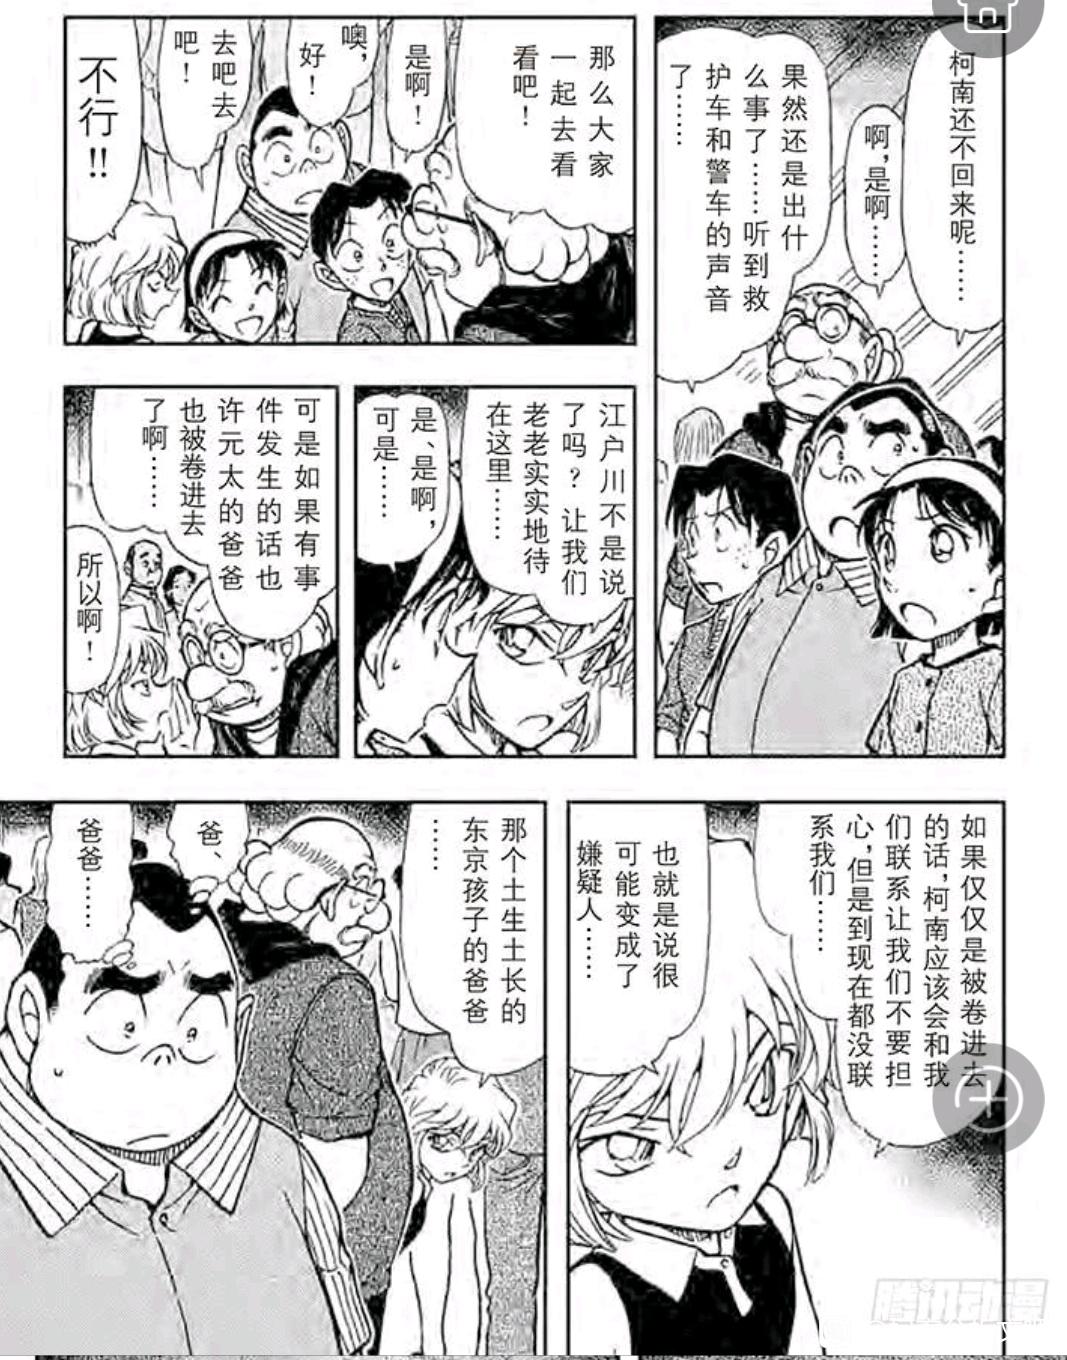 柯南还不回来呢……
啊,是啊……
果然还是出什
么事了……听到救
护车和警车的声音
了……
那么大家
一起去看
看吧！
是啊！
噢，
好！
去吧去
吧！
不行!!
江户川不是说
了吗？让我们
老老实实地待
在这里……
是、是啊，
可是……
可是如果有事
件发生的话也
许元太的爸爸
也被卷进去
了啊……
所以啊！
如果仅仅是被卷进去
的话，柯南应该会和我
们联系让我们不要担
心，但是到现在都没联
系我们……
也就是说很
可能变成了
嫌疑人……
那个土生土长的
东京孩子的爸爸
……
爸、
爸爸……
腾讯动漫